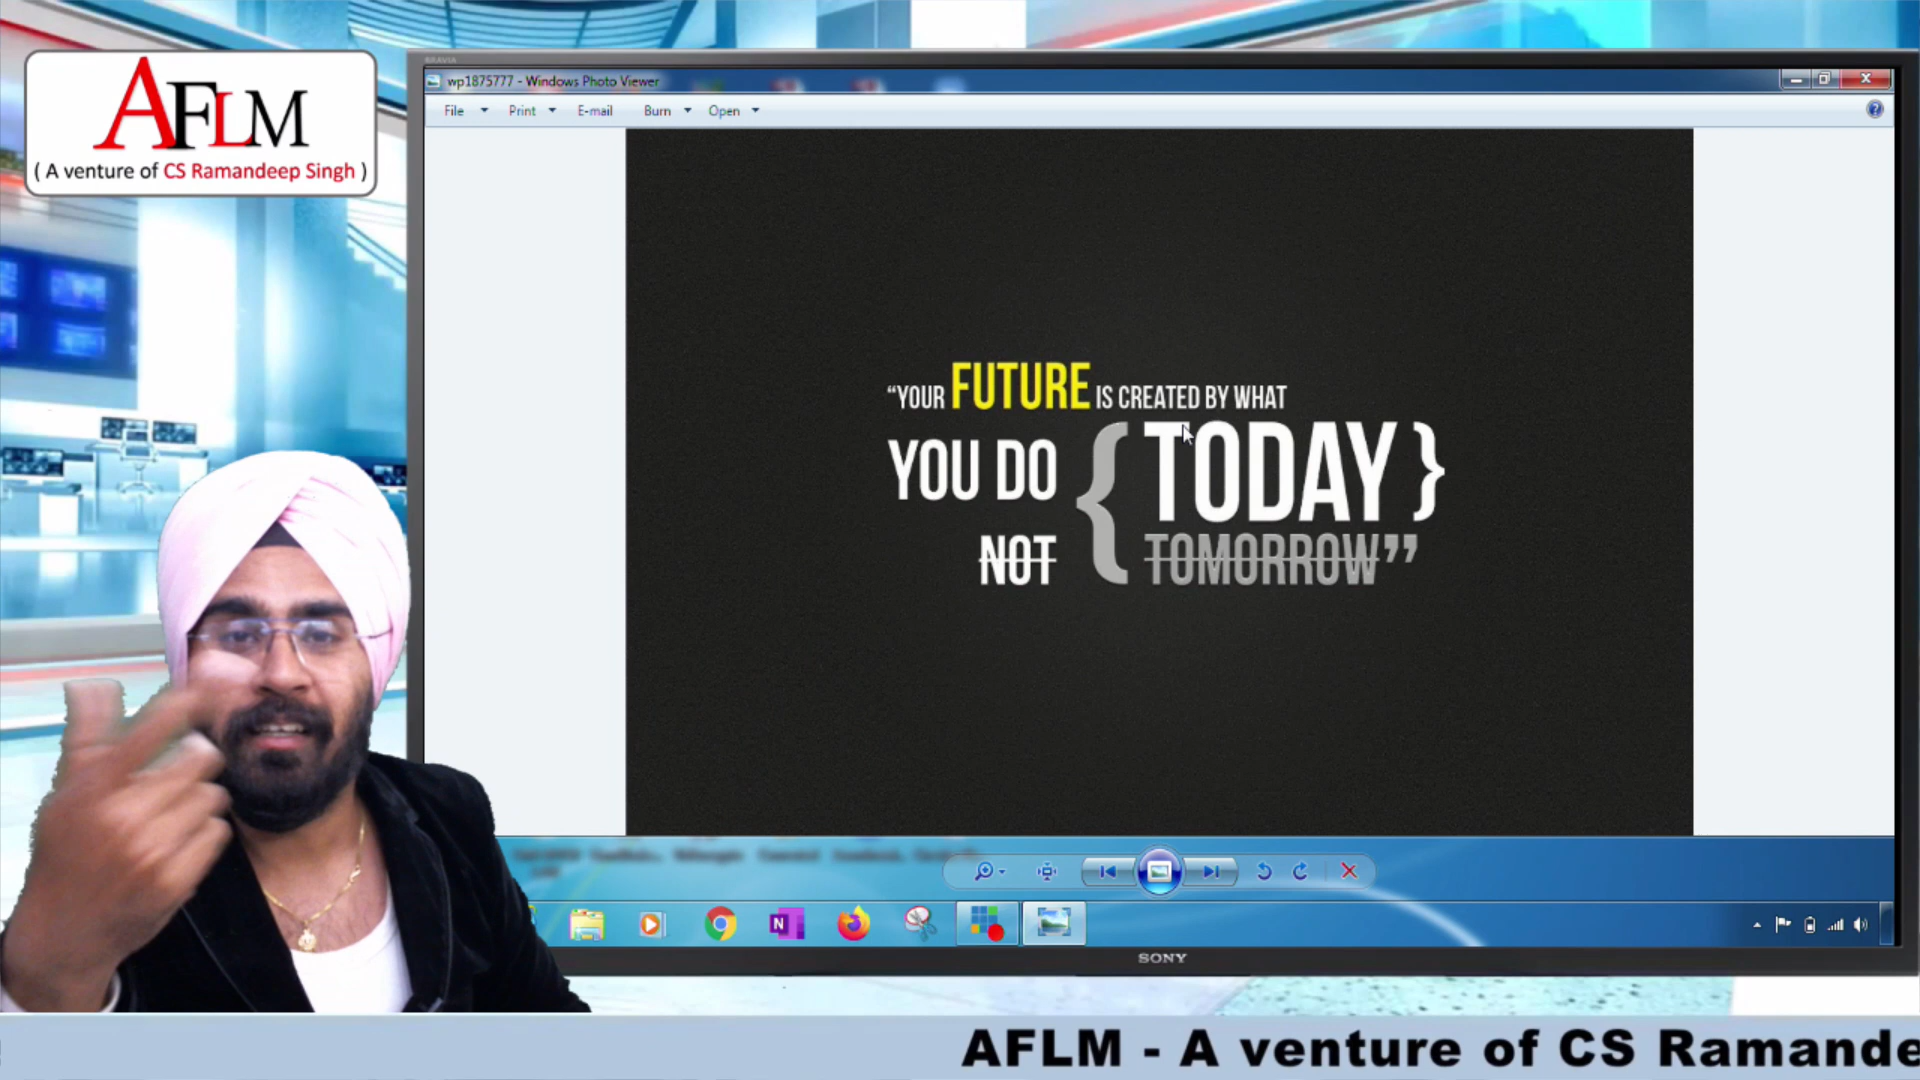 AFLM
( A venture of CS Ramandeep Singh )
BRAVIA
wp1875777 - Windows Photo Viewer
File Print E-mail Burn Open
“YOUR FUTURE IS CREATED BY WHAT
YOU DO { TODAY }
NOT TOMORROW”
SONY
AFLM - A venture of CS Ramande